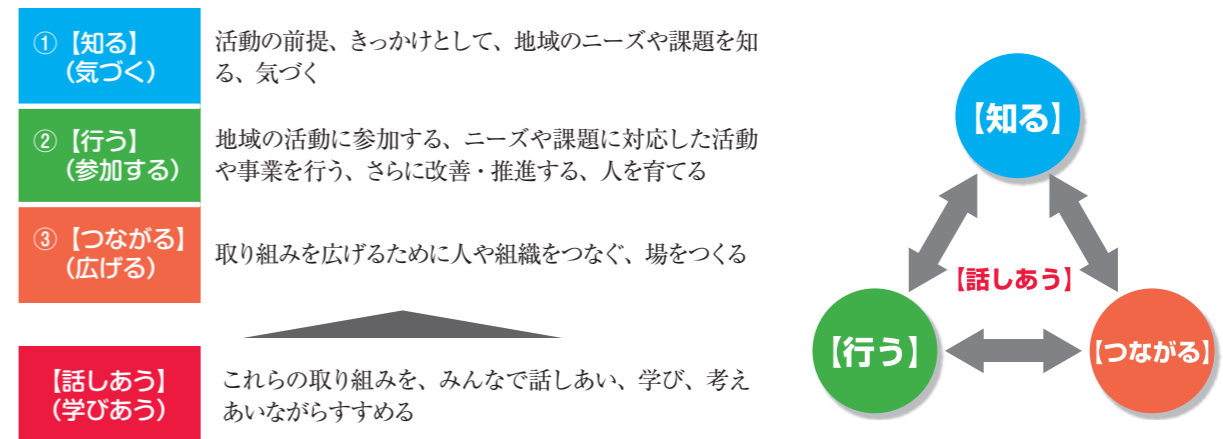 ①【知る】
（気づく）
活動の前提、きっかけとして、地域のニーズや課題を知
る、気づく
②【行う】
（参加する）
地域の活動に参加する、ニーズや課題に対応した活動
や事業を行う、さらに改善・推進する、人を育てる
③【つながる】
（広げる）
取り組みを広げるために人や組織をつなぐ、場をつくる
【話しあう】
（学びあう）
これらの取り組みを、みんなで話しあい、学び、考え
あいながらすすめる
【知る】
【話しあう】
【行う】
【つながる】